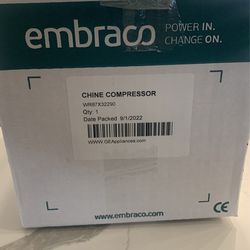 embraco
POWER IN.
CHANGE ON.
CHINE COMPRESSOR
WR87X32290
Qty: 1
Date Packed 9/1/2022
WWW.GEAppliances.com
www.embraco.com
CE